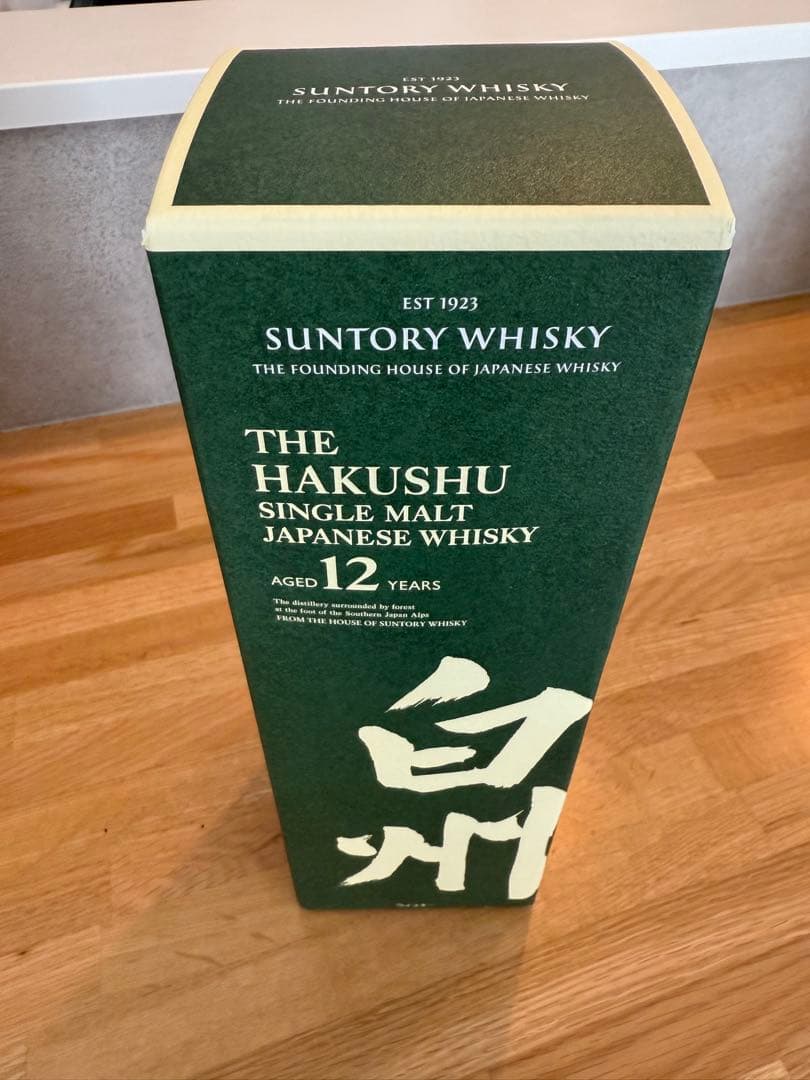 EST 1923
SUNTORY WHISKY
THE FOUNDING HOUSE OF JAPANESE WHISKY
EST 1923
SUNTORY WHISKY
THE FOUNDING HOUSE OF JAPANESE WHISKY
THE
HAKUSHU
SINGLE MALT
JAPANESE WHISKY
AGED 12 YEARS
The distillery surrounded by forest
at the foot of the Southern Japan Alps
FROM THE HOUSE OF SUNTORY WHISKY
白
州